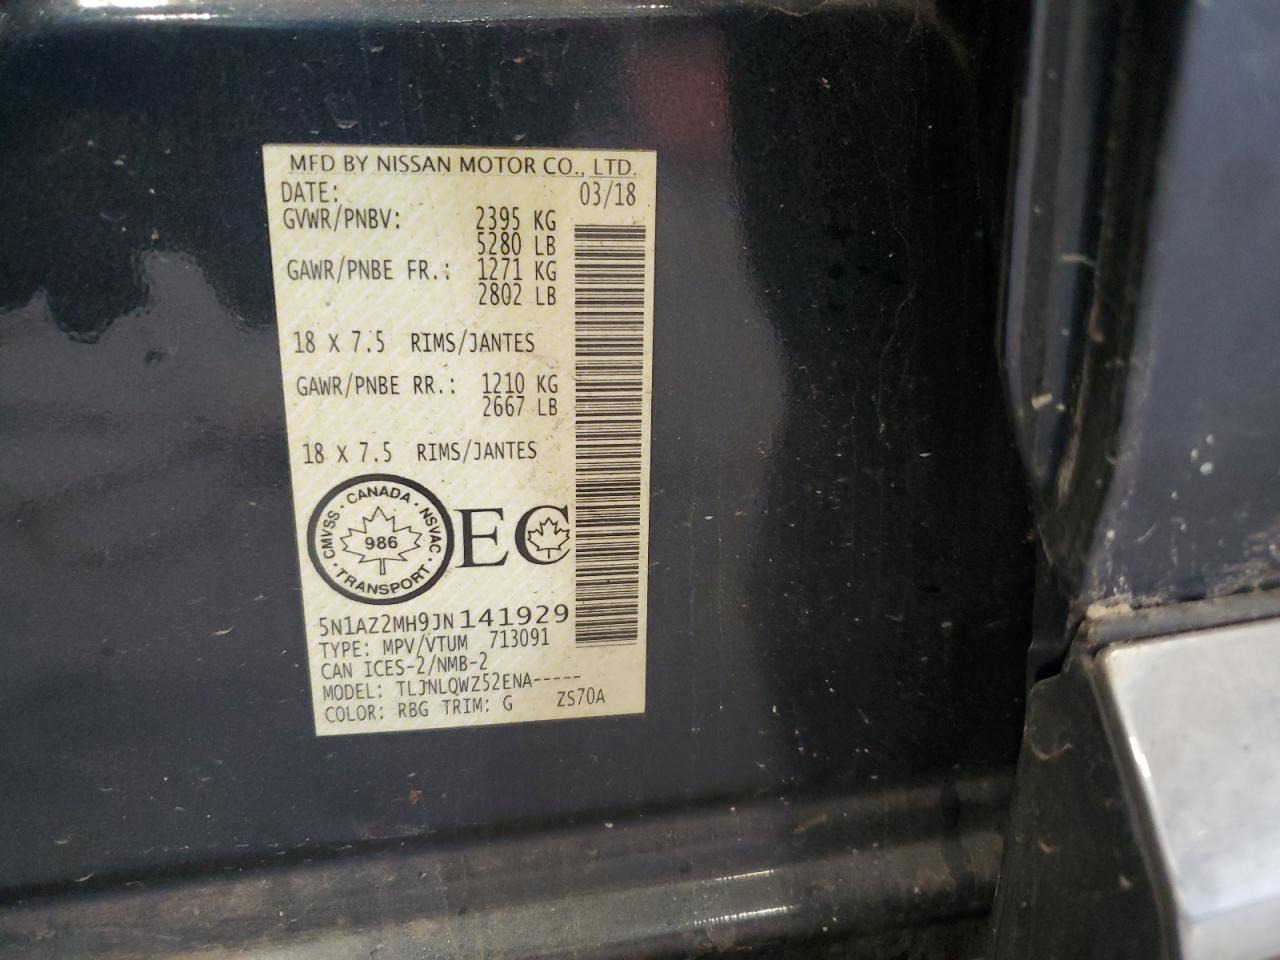 MFD BY NISSAN MOTOR CO., LTD.
DATE: 03/18
GVWR/PNBV: 2395 KG
5280 LB
GAWR/PNBE FR.: 1271 KG
2802 LB
18 X 7.5 RIMS/JANTES
GAWR/PNBE RR.: 1210 KG
2667 LB
18 X 7.5 RIMS/JANTES
CANADA · NSVAC · TRANSPORT · CMVSS ·
986
EC
5N1AZ2MH9JN141929
TYPE: MPV/VTUM 713091
CAN ICES-2/NMB-2
MODEL: TLJNLQWZ52ENA-----
COLOR: RBG TRIM: G ZS70A